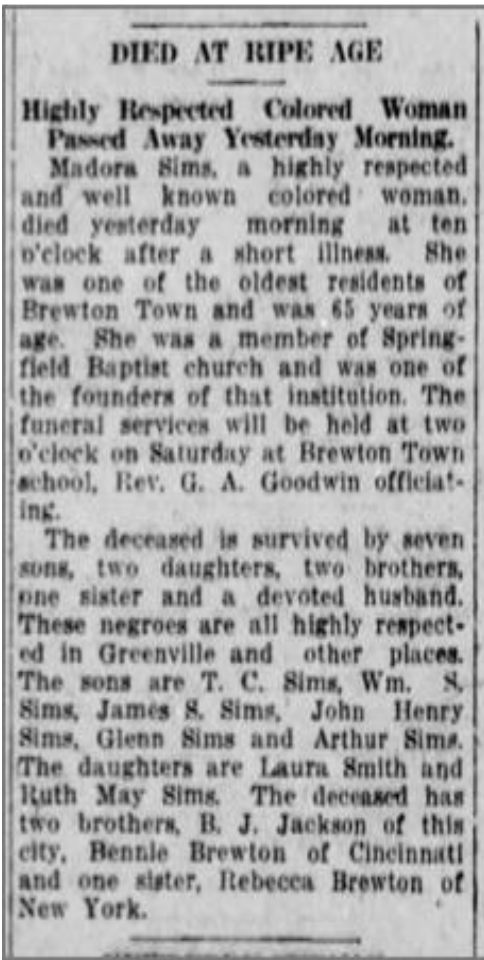 DIED AT RIPE AGE
Highly Respected Colored Woman
Passed Away Yesterday Morning.
Madora Sims, a highly respected
and well known colored woman,
died yesterday morning at ten
o'clock after a short illness. She
was one of the oldest residents of
Brewton Town and was 65 years of
age. She was a member of Spring-
field Baptist church and was one of
the founders of that institution. The
funeral services will be held at two
o'clock on Saturday at Brewton Town
school, Rev. G. A. Goodwin officiat-
ing.
The deceased is survived by seven
sons, two daughters, two brothers,
one sister and a devoted husband.
These negroes are all highly respect-
ed in Greenville and other places.
The sons are T. C. Sims, Wm. S.
Sims, James S. Sims, John Henry
Sims, Glenn Sims and Arthur Sims.
The daughters are Laura Smith and
Ruth May Sims. The deceased has
two brothers, B. J. Jackson of this
city, Bennie Brewton of Cincinnati
and one sister, Rebecca Brewton of
New York.